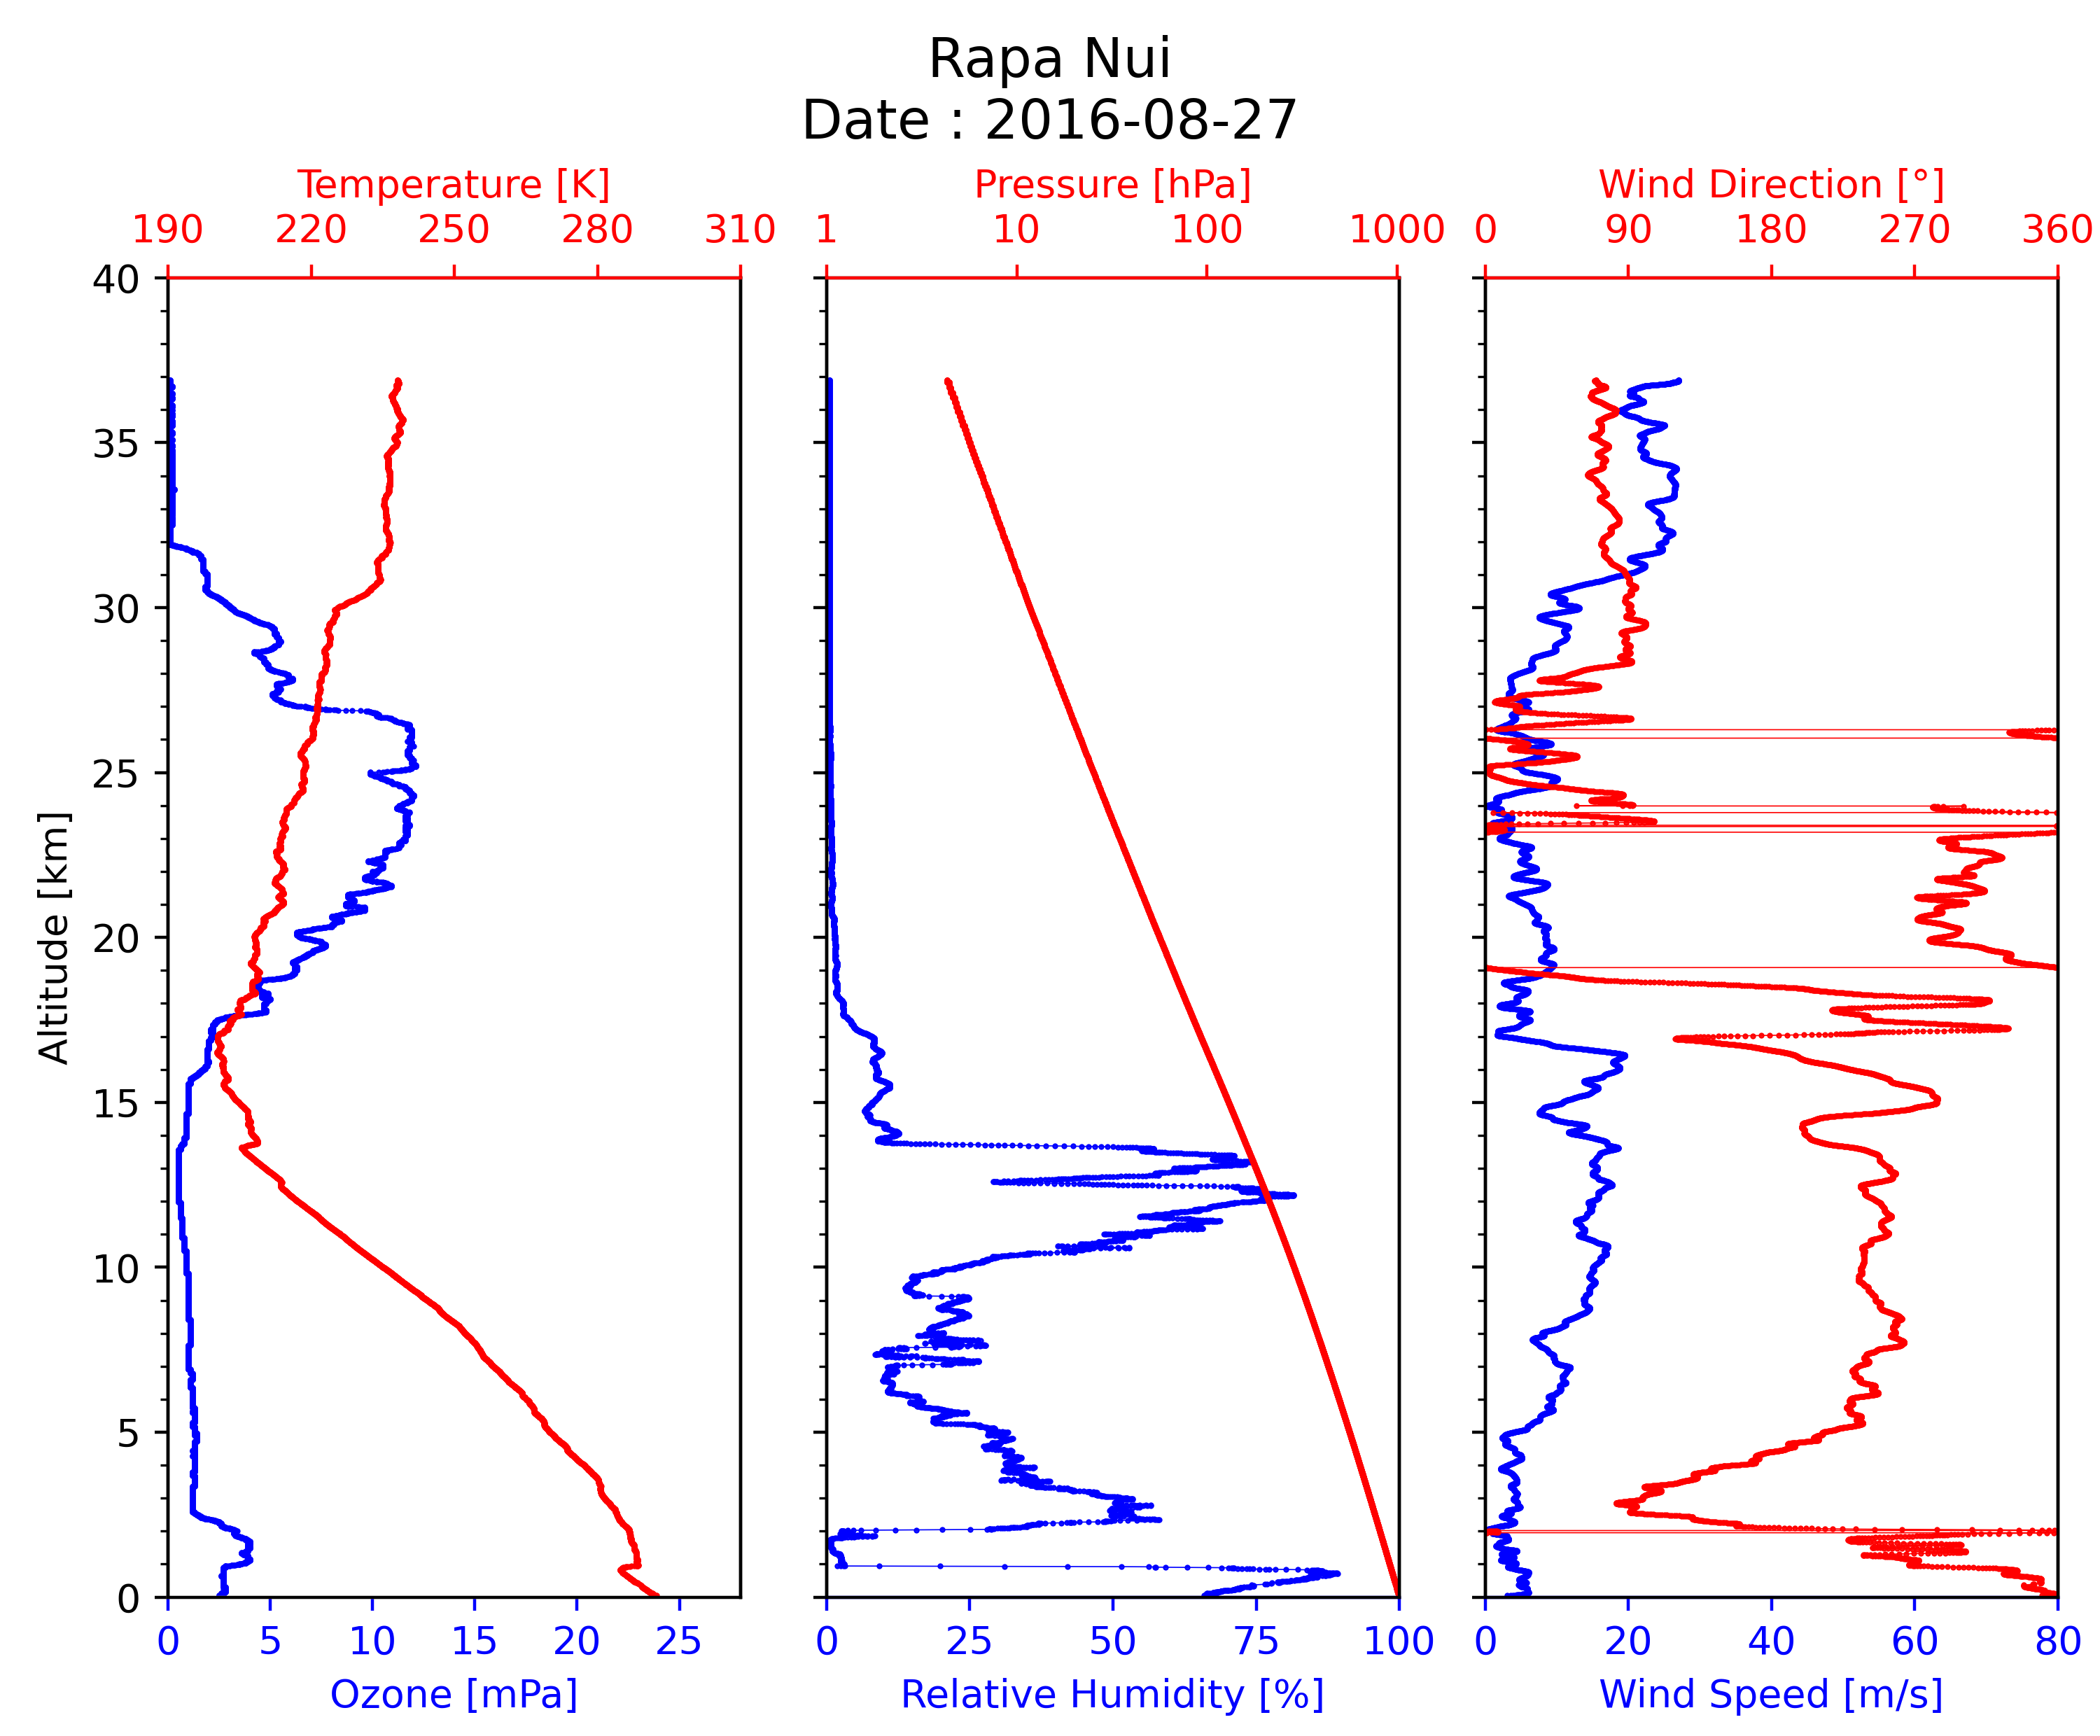 Rapa Nui
Date : 2016-08-27
Temperature [K] Pressure [hPa] Wind Direction [°]
190 220 250 280 310 1 10 100 1000 0 90 180 270 360
40
35
30
25
20
15
10
5
0
Altitude [km]
0 5 10 15 20 25 0 25 50 75 100 0 20 40 60 80
Ozone [mPa] Relative Humidity [%] Wind Speed [m/s]